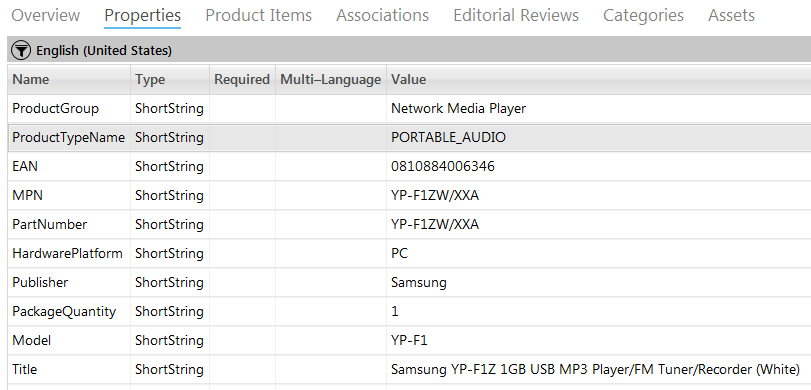 Overview Properties Product Items Associations Editorial Reviews Categories Assets
English (United States)
Name Type Required Multi–Language Value
ProductGroup ShortString Network Media Player
ProductTypeName ShortString PORTABLE_AUDIO
EAN ShortString 0810884006346
MPN ShortString YP-F1ZW/XXA
PartNumber ShortString YP-F1ZW/XXA
HardwarePlatform ShortString PC
Publisher ShortString Samsung
PackageQuantity ShortString 1
Model ShortString YP-F1
Title ShortString Samsung YP-F1Z 1GB USB MP3 Player/FM Tuner/Recorder (White)